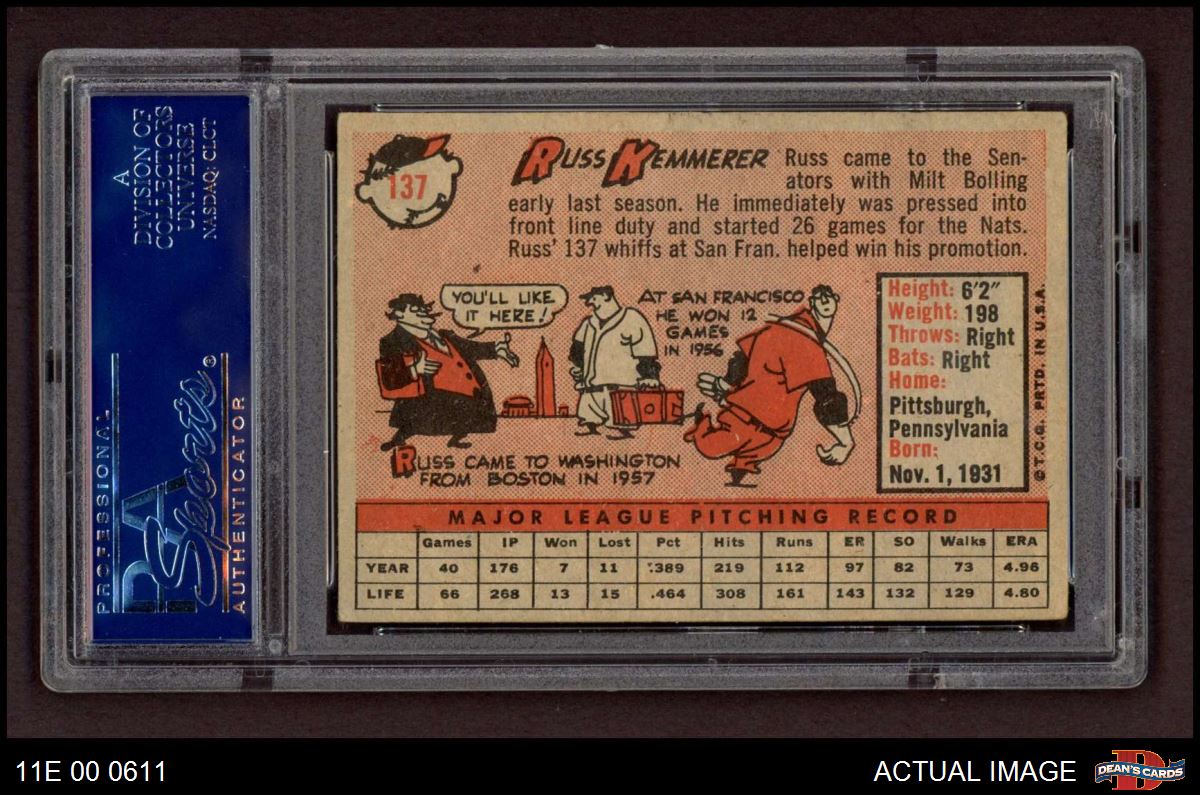 A
DIVISION OF
COLLECTORS
UNIVERSE
NASDAQ: CLCT
PROFESSIONAL
PSA
Sports®
AUTHENTICATOR
137
RUSS KEMMERER
Russ came to the Sen-
ators with Milt Bolling
early last season. He immediately was pressed into
front line duty and started 26 games for the Nats.
Russ' 137 whiffs at San Fran. helped win his promotion.
YOU'LL LIKE
IT HERE!
AT SAN FRANCISCO
HE WON 12
GAMES
IN 1956
RUSS CAME TO WASHINGTON
FROM BOSTON IN 1957
Height: 6'2"
Weight: 198
Throws: Right
Bats: Right
Home:
Pittsburgh,
Pennsylvania
Born:
Nov. 1, 1931
©T.C.G. PRTD. IN U.S.A.
MAJOR LEAGUE PITCHING RECORD
Games IP Won Lost Pct Hits Runs ER SO Walks ERA
YEAR 40 176 7 11 .389 219 112 97 82 73 4.96
LIFE 66 268 13 15 .464 308 161 143 132 129 4.80
11E 00 0611
ACTUAL IMAGE
D
DEAN'S CARDS